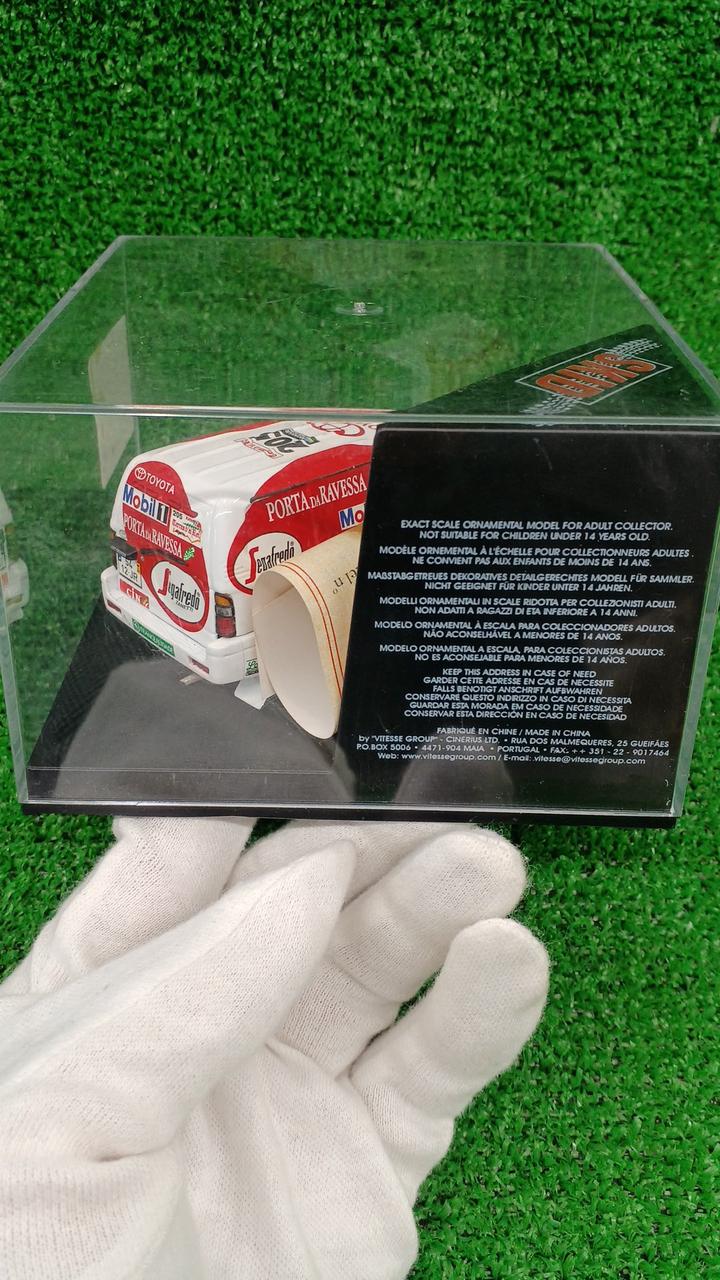 205
TOYOTA
Mobil 1
205
PORTA DA RAVESSA
Segafredo
ZANETTI
12 JR
PORTA DA RAVESSA
Mo
Segafredo
EXACT SCALE ORNAMENTAL MODEL FOR ADULT COLLECTOR.
NOT SUITABLE FOR CHILDREN UNDER 14 YEARS OLD.
MODÈLE ORNEMENTAL À L'ÉCHELLE POUR COLLECTIONNEURS ADULTES.
NE CONVIENT PAS AUX ENFANTS DE MOINS DE 14 ANS.
MABSTABGETREUES DEKORATIVES DETAILGERECHTES MODELL FÜR SAMMLER.
NICHT GEEIGNET FÜR KINDER UNTER 14 JAHREN.
MODELLI ORNAMENTALI IN SCALE RIDOTTA PER COLLEZIONISTI ADULTI.
NON ADATTI A RAGAZZI DI ETA INFERIORE A 14 ANNI.
MODELO ORNAMENTAL À ESCALA PARA COLECCIONADORES ADULTOS.
NÃO ACONSELHÁVEL A MENORES DE 14 ANOS.
MODELO ORNAMENTAL A ESCALA, PARA COLECCIONISTAS ADULTOS.
NO ES ACONSEJABLE PARA MENORES DE 14 AÑOS.
KEEP THIS ADDRESS IN CASE OF NEED
GARDER CETTE ADRESSE EN CAS DE NECESSITE
FALLS BENOTIGT ANSCHRIFT AUFBWAHREN
CONSERVARE QUESTO INDIRIZZO IN CASO DI NECESSITA
GUARDAR ESTA MORADA EM CASO DE NECESSIDADE
CONSERVAR ESTA DIRECCIÓN EN CASO DE NECESIDAD
FABRIQUÉ EN CHINE / MADE IN CHINA
by "VITESSE GROUP" - CINERIUS LTD. • RUA DOS MALMEQUERES, 25 GUEIFÃES
P.O.BOX 5006 • 4471-904 MAIA • PORTUGAL • FAX. ++ 351 - 22 - 9017464
Web: www.vitessegroup.com / E-mail: vitesse@vitessegroup.com